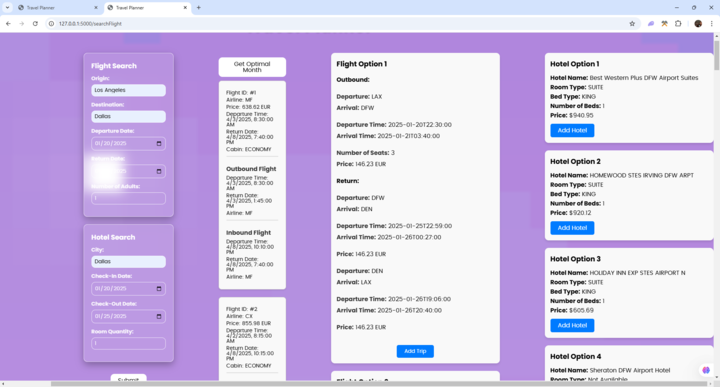 Travel Planner
Travel Planner
127.0.0.1:5000/searchFlight
Flight Search
Origin:
Los Angeles
Destination:
Dallas
Departure Date:
01/20/2025
of Adults:
1
Hotel Search
City:
Dallas
Check-In Date:
01/20/2025
Check-Out Date:
01/25/2025
Room Quantity:
1
Submit
Get Optimal
Month
Flight ID: #1
Airline: MF
Price: 638.62 EUR
Departure Time:
4/3/2025, 8:30:00
AM
Return Date:
4/8/2025, 7:40:00
PM
Cabin: ECONOMY
Outbound Flight
Departure Time:
4/3/2025, 8:30:00
AM
Return Date:
4/3/2025, 1:45:00
PM
Airline: MF
Inbound Flight
Departure Time:
4/8/2025, 10:10:00
PM
Return Date:
4/8/2025, 7:40:00
PM
Airline: MF
Flight ID: #2
Airline: CX
Price: 855.98 EUR
Departure Time:
4/2/2025, 8:15:00
AM
Return Date:
4/8/2025, 10:15:00
PM
Cabin: ECONOMY
Flight Option 1
Outbound:
Departure: LAX
Arrival: DFW
Departure Time: 2025-01-20T22:30:00
Arrival Time: 2025-01-21T03:40:00
Number of Seats: 3
Price: 146.23 EUR
Return:
Departure: DFW
Arrival: DEN
Departure Time: 2025-01-25T22:59:00
Arrival Time: 2025-01-26T00:27:00
Price: 146.23 EUR
Departure: DEN
Arrival: LAX
Departure Time: 2025-01-26T19:06:00
Arrival Time: 2025-01-26T20:40:00
Price: 146.23 EUR
Add Trip
Hotel Option 1
Hotel Name: Best Western Plus DFW Airport Suites
Room Type: SUITE
Bed Type: KING
Number of Beds: 1
Price: $940.95
Add Hotel
Hotel Option 2
Hotel Name: HOMEWOOD STES IRVING DFW ARPT
Room Type: SUITE
Bed Type: KING
Number of Beds: 1
Price: $920.12
Add Hotel
Hotel Option 3
Hotel Name: HOLIDAY INN EXP STES AIRPORT N
Room Type: SUITE
Bed Type: KING
Number of Beds: 1
Price: $605.69
Add Hotel
Hotel Option 4
Hotel Name: Sheraton DFW Airport Hotel
Room Type: Not Available